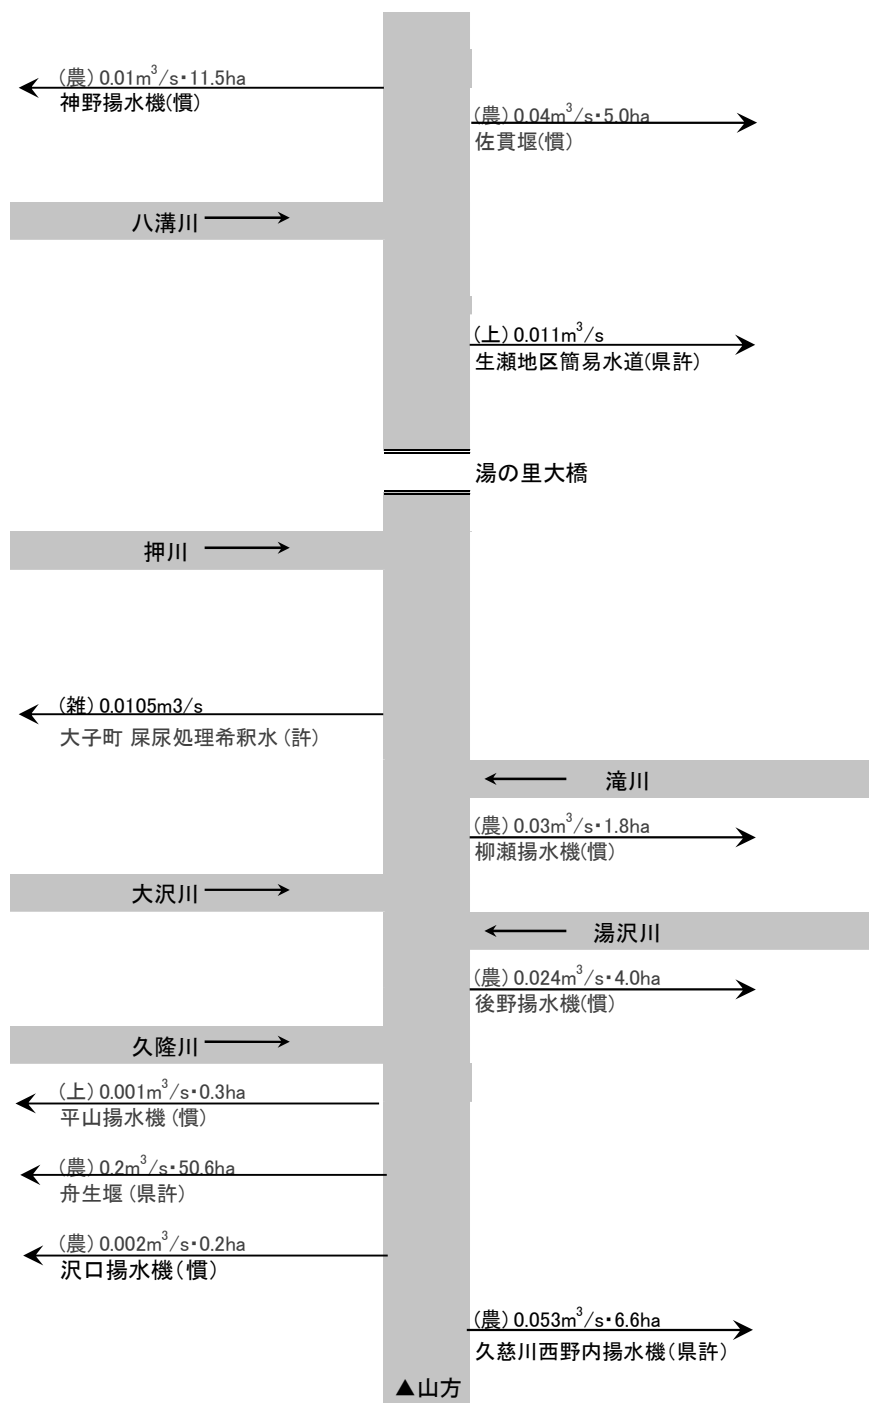 (農) 0.01m³/s・11.5ha
神野揚水機(慣)
(農) 0.04m³/s・5.0ha
佐貫堰(慣)
八溝川
(上) 0.011m³/s
生瀬地区簡易水道(県許)
湯の里大橋
押川
(雑) 0.0105m3/s
大子町 屎尿処理希釈水 (許)
滝川
(農) 0.03m³/s・1.8ha
柳瀬揚水機(慣)
大沢川
湯沢川
(農) 0.024m³/s・4.0ha
後野揚水機(慣)
久隆川
(上) 0.001m³/s・0.3ha
平山揚水機 (慣)
(農) 0.2m³/s・50.6ha
舟生堰 (県許)
(農) 0.002m³/s・0.2ha
沢口揚水機(慣)
(農) 0.053m³/s・6.6ha
久慈川西野内揚水機(県許)
▲山方